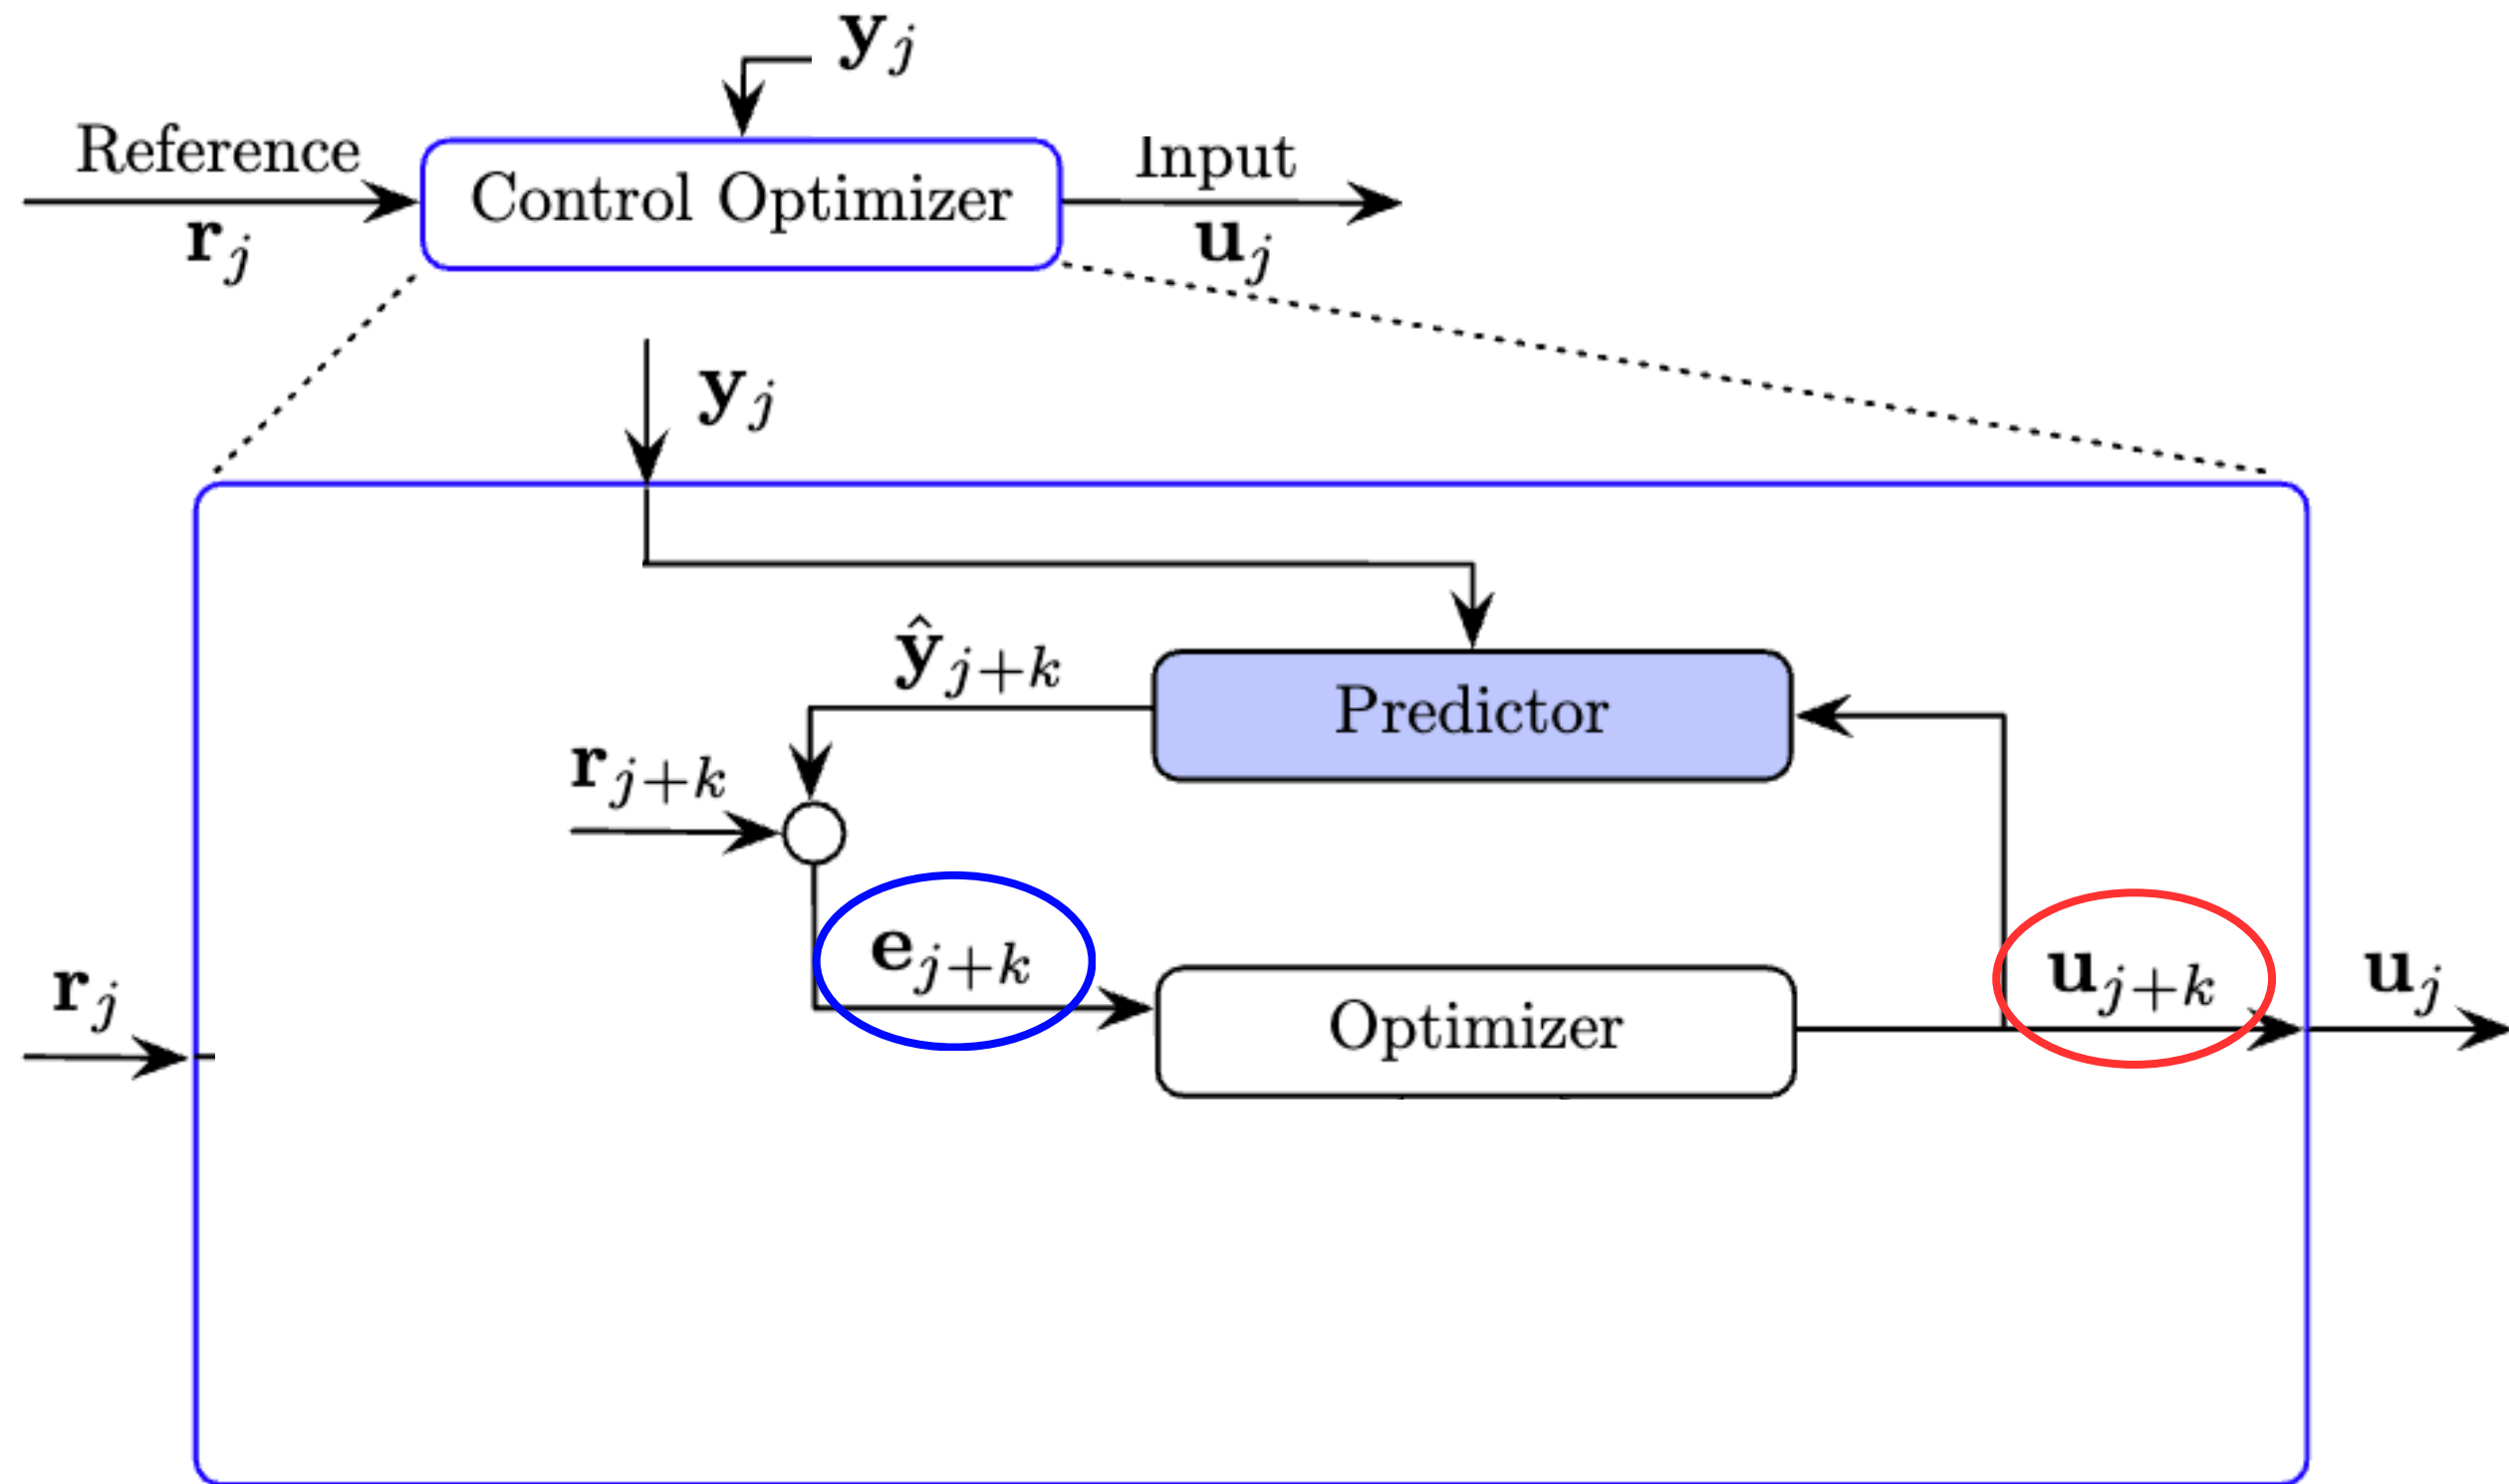 𝐲_j
Reference
Control Optimizer
Input
𝐫_j
𝐮_j
𝐲_j
ŷ_{j+k}
Predictor
𝐫_{j+k}
𝐞_{j+k}
𝐮_{j+k}
𝐫_j
𝐮_j
Optimizer